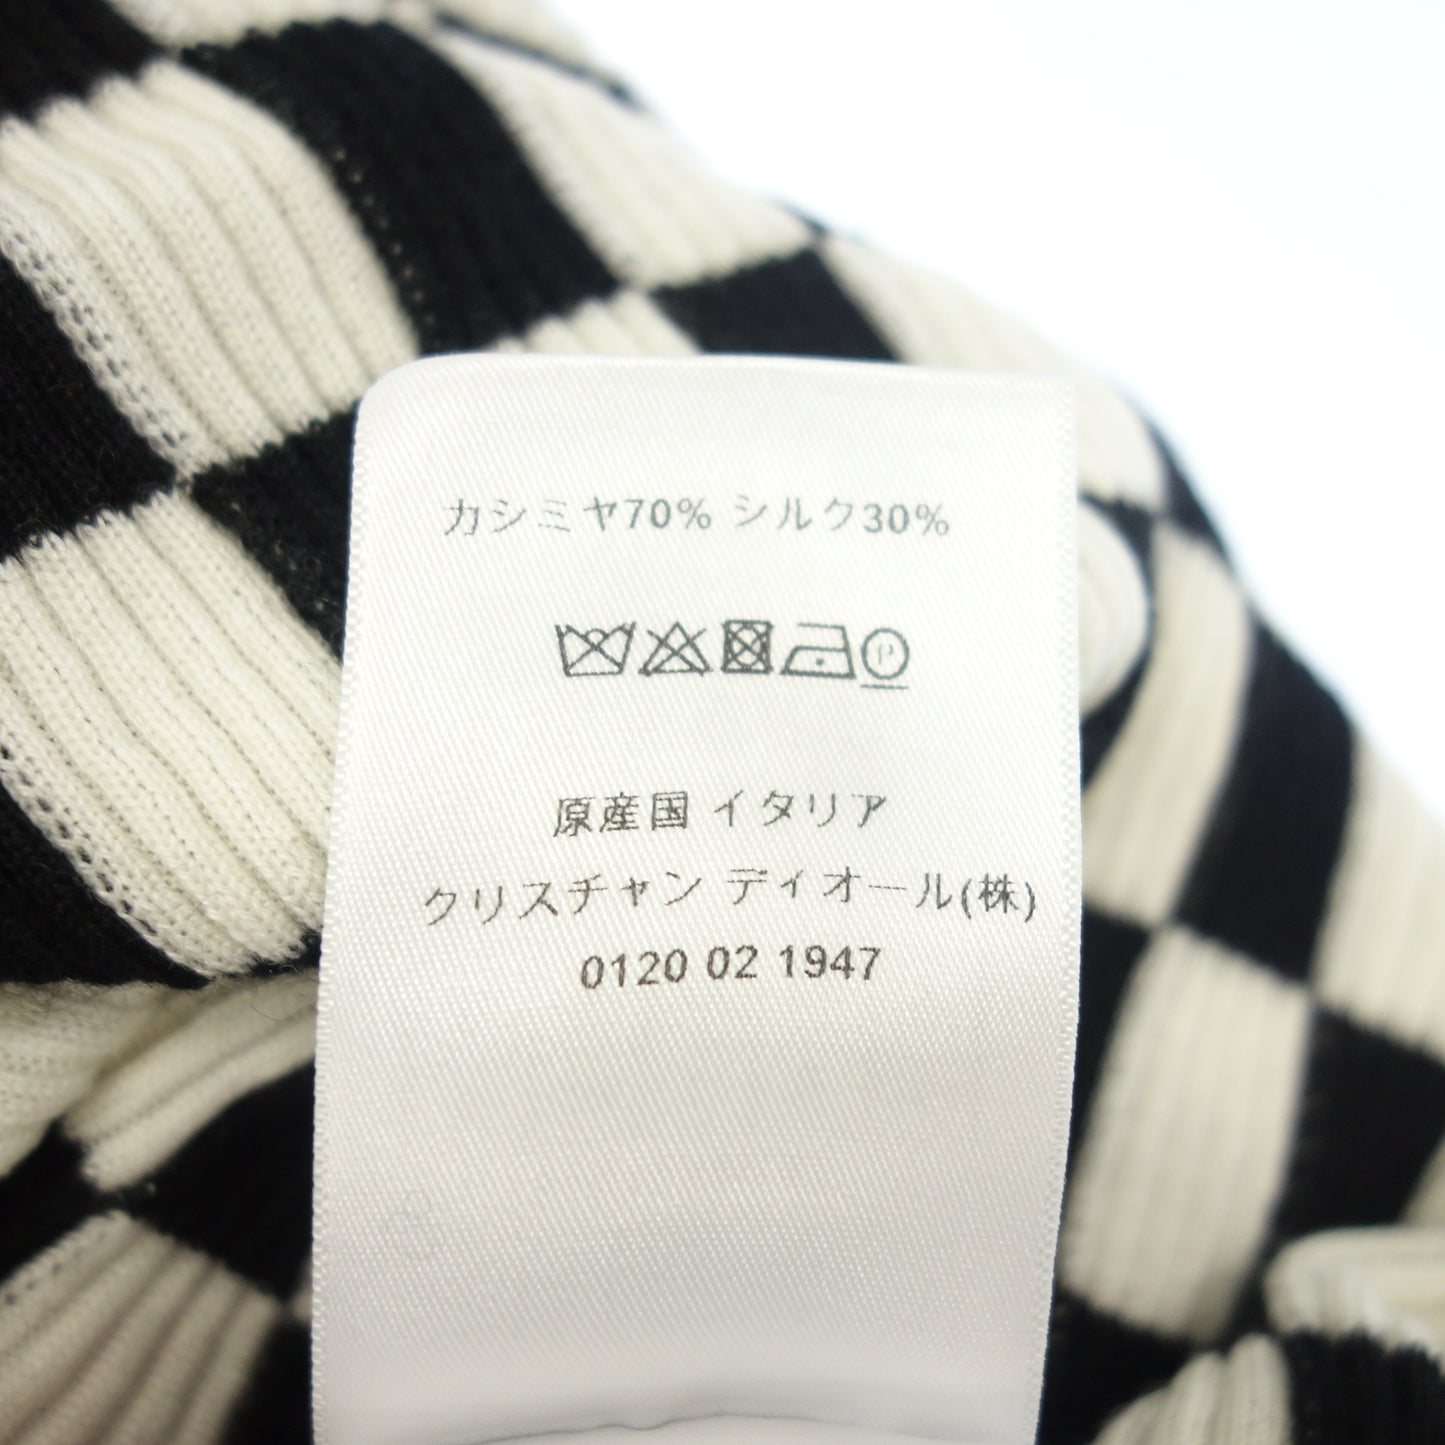 カシミヤ70% シルク30%
P
原産国 イタリア
クリスチャン ディオール(株)
0120 02 1947